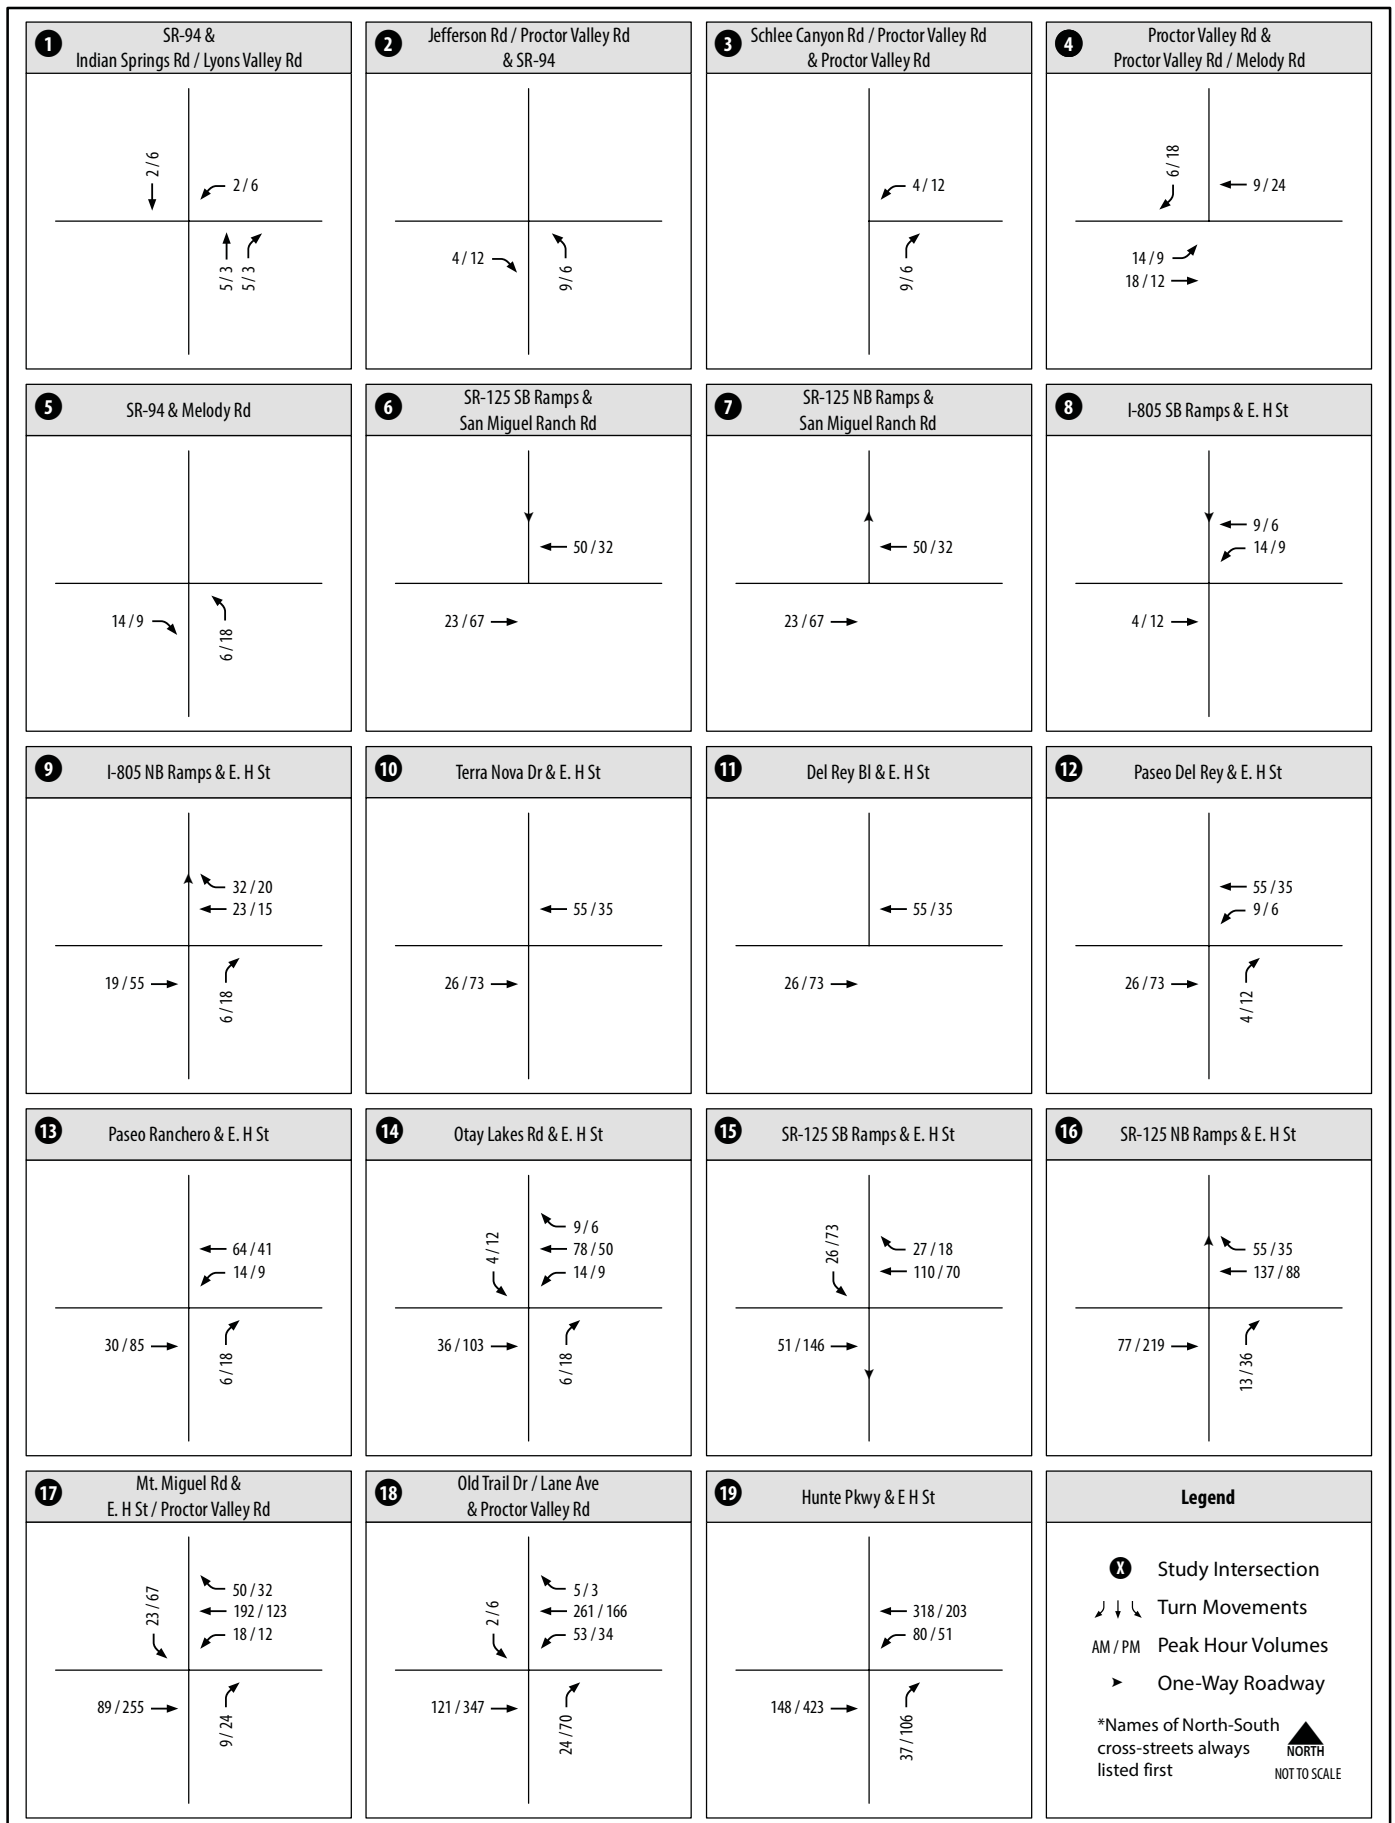 1
SR-94 &
Indian Springs Rd / Lyons Valley Rd
2 / 6
2 / 6
5 / 3
5 / 3
2
Jefferson Rd / Proctor Valley Rd
& SR-94
4 / 12
9 / 6
3
Schlee Canyon Rd / Proctor Valley Rd
& Proctor Valley Rd
4 / 12
9 / 6
4
Proctor Valley Rd &
Proctor Valley Rd / Melody Rd
6 / 18
9 / 24
14 / 9
18 / 12
5
SR-94 & Melody Rd
14 / 9
6 / 18
6
SR-125 SB Ramps &
San Miguel Ranch Rd
50 / 32
23 / 67
7
SR-125 NB Ramps &
San Miguel Ranch Rd
50 / 32
23 / 67
8
I-805 SB Ramps & E. H St
9 / 6
14 / 9
4 / 12
9
I-805 NB Ramps & E. H St
32 / 20
23 / 15
19 / 55
6 / 18
10
Terra Nova Dr & E. H St
55 / 35
26 / 73
11
Del Rey Bl & E. H St
55 / 35
26 / 73
12
Paseo Del Rey & E. H St
55 / 35
9 / 6
26 / 73
4 / 12
13
Paseo Ranchero & E. H St
64 / 41
14 / 9
30 / 85
6 / 18
14
Otay Lakes Rd & E. H St
4 / 12
9 / 6
78 / 50
14 / 9
36 / 103
6 / 18
15
SR-125 SB Ramps & E. H St
26 / 73
27 / 18
110 / 70
51 / 146
16
SR-125 NB Ramps & E. H St
55 / 35
137 / 88
77 / 219
13 / 36
17
Mt. Miguel Rd &
E. H St / Proctor Valley Rd
23 / 67
50 / 32
192 / 123
18 / 12
89 / 255
9 / 24
18
Old Trail Dr / Lane Ave
& Proctor Valley Rd
2 / 6
5 / 3
261 / 166
53 / 34
121 / 347
24 / 70
19
Hunte Pkwy & E H St
318 / 203
80 / 51
148 / 423
37 / 106
Legend
X Study Intersection
Turn Movements
AM / PM Peak Hour Volumes
One-Way Roadway
*Names of North-South
cross-streets always
listed first
NORTH
NOT TO SCALE